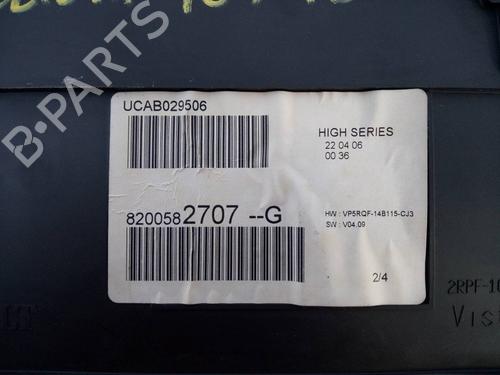 UCAB029506
HIGH SERIES
22 04 06
00 36
8200582707 --G
HW : VP5RQF-14B115-CJ3
SW : V04.09
2/4
2RPF-1
Vis
B-PARTS